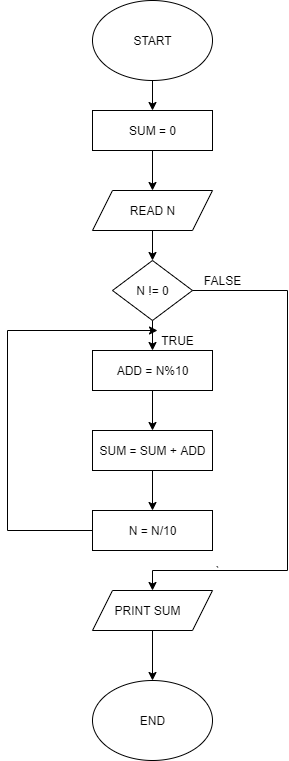 START
SUM = 0
READ N
N != 0
FALSE
TRUE
ADD = N%10
SUM = SUM + ADD
N = N/10
`
PRINT SUM
END